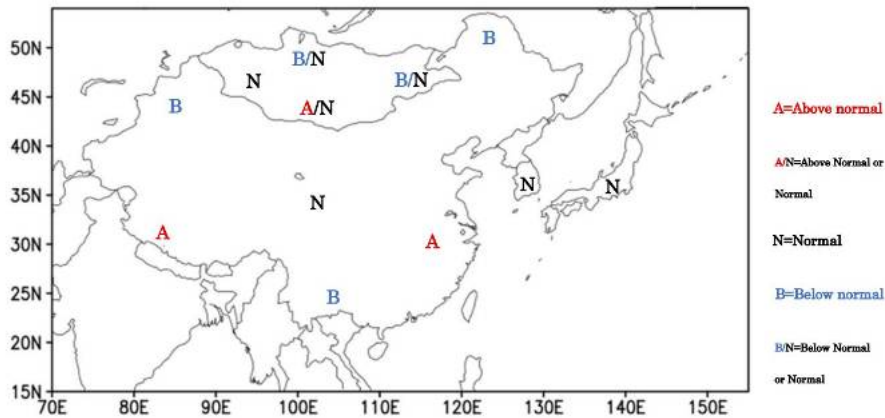 50N
45N
40N
35N
30N
25N
20N
15N
70E 80E 90E 100E 110E 120E 130E 140E 150E
B
B/N
N
B/N
B
A/N
N
N
N
A
A
B
A=Above normal
A/N=Above Normal or
Normal
N=Normal
B=Below normal
B/N=Below Normal
or Normal